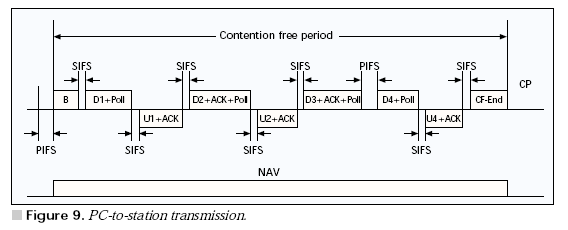 Contention free period
SIFS SIFS SIFS PIFS SIFS
CP
B D1+Poll D2+ACK+Poll D3+ACK+Poll D4+Poll CF-End
U1+ACK U2+ACK U4+ACK
PIFS SIFS SIFS SIFS
NAV
Figure 9. PC-to-station transmission.